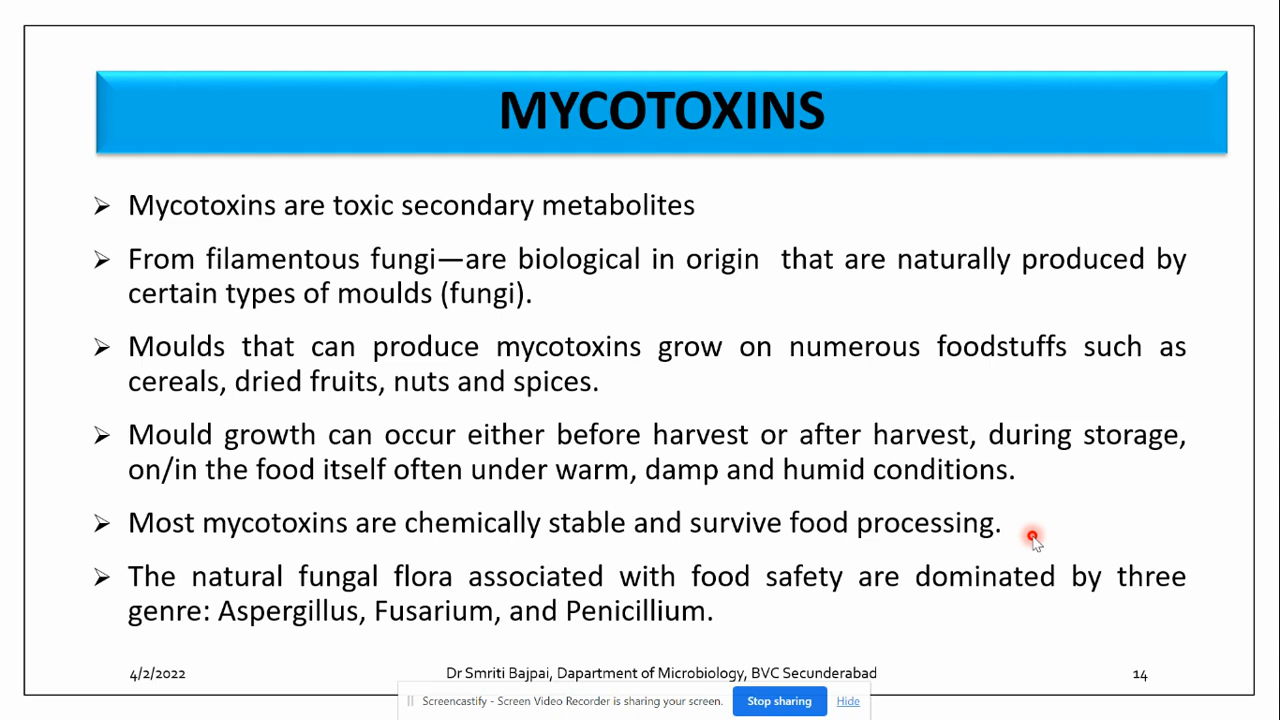 MYCOTOXINS
➢ Mycotoxins are toxic secondary metabolites
➢ From filamentous fungi—are biological in origin that are naturally produced by
certain types of moulds (fungi).
➢ Moulds that can produce mycotoxins grow on numerous foodstuffs such as
cereals, dried fruits, nuts and spices.
➢ Mould growth can occur either before harvest or after harvest, during storage,
on/in the food itself often under warm, damp and humid conditions.
➢ Most mycotoxins are chemically stable and survive food processing.
➢ The natural fungal flora associated with food safety are dominated by three
genre: Aspergillus, Fusarium, and Penicillium.
4/2/2022 Dr Smriti Bajpai, Dapartment of Microbiology, BVC Secunderabad 14
Screencastify - Screen Video Recorder is sharing your screen. Stop sharing Hide